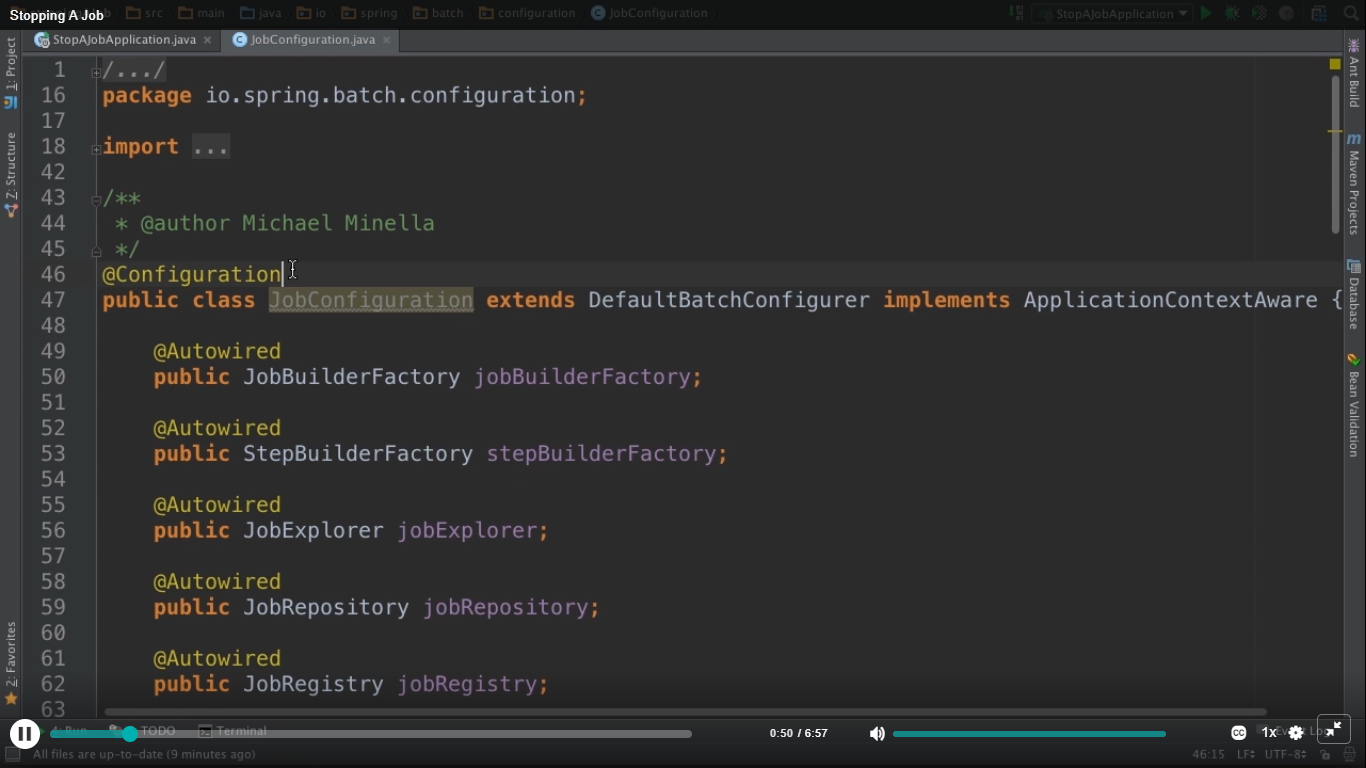 Stopping A Job
src main java io spring batch configuration JobConfiguration StopAJobApplication
StopAJobApplication.java × JobConfiguration.java ×
1: Project
7: Structure
2: Favorites
Ant Build
Maven Projects
Database
Bean Validation
1 /.../
16 package io.spring.batch.configuration;
17
18 import ...
42
43 /**
44 * @author Michael Minella
45 */
46 @Configuration
47 public class JobConfiguration extends DefaultBatchConfigurer implements ApplicationContextAware {
48
49 @Autowired
50 public JobBuilderFactory jobBuilderFactory;
51
52 @Autowired
53 public StepBuilderFactory stepBuilderFactory;
54
55 @Autowired
56 public JobExplorer jobExplorer;
57
58 @Autowired
59 public JobRepository jobRepository;
60
61 @Autowired
62 public JobRegistry jobRegistry;
63
TODO Terminal
0:50 / 6:57 CC 1x
All files are up-to-date (9 minutes ago) 46:15 LF UTF-8